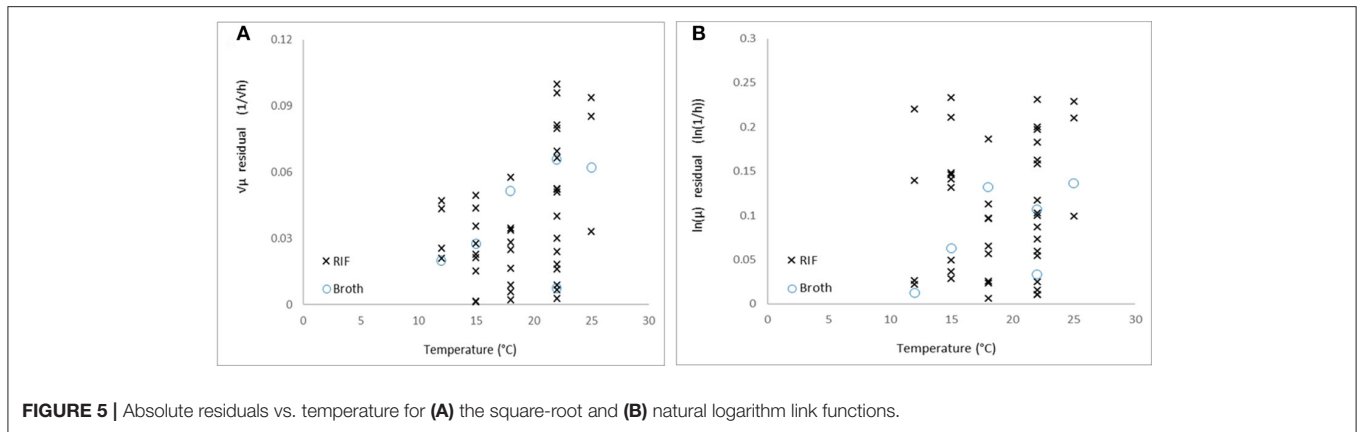 A
0.12
0.09
0.06
0.03
0
√μ residual (1/√h)
× RIF
○ Broth
0 5 10 15 20 25 30
Temperature (°C)
B
0.3
0.25
0.2
0.15
0.1
0.05
0
ln(μ) residual (ln(1/h))
× RIF
○ Broth
0 5 10 15 20 25 30
Temperature (°C)
FIGURE 5 | Absolute residuals vs. temperature for (A) the square-root and (B) natural logarithm link functions.